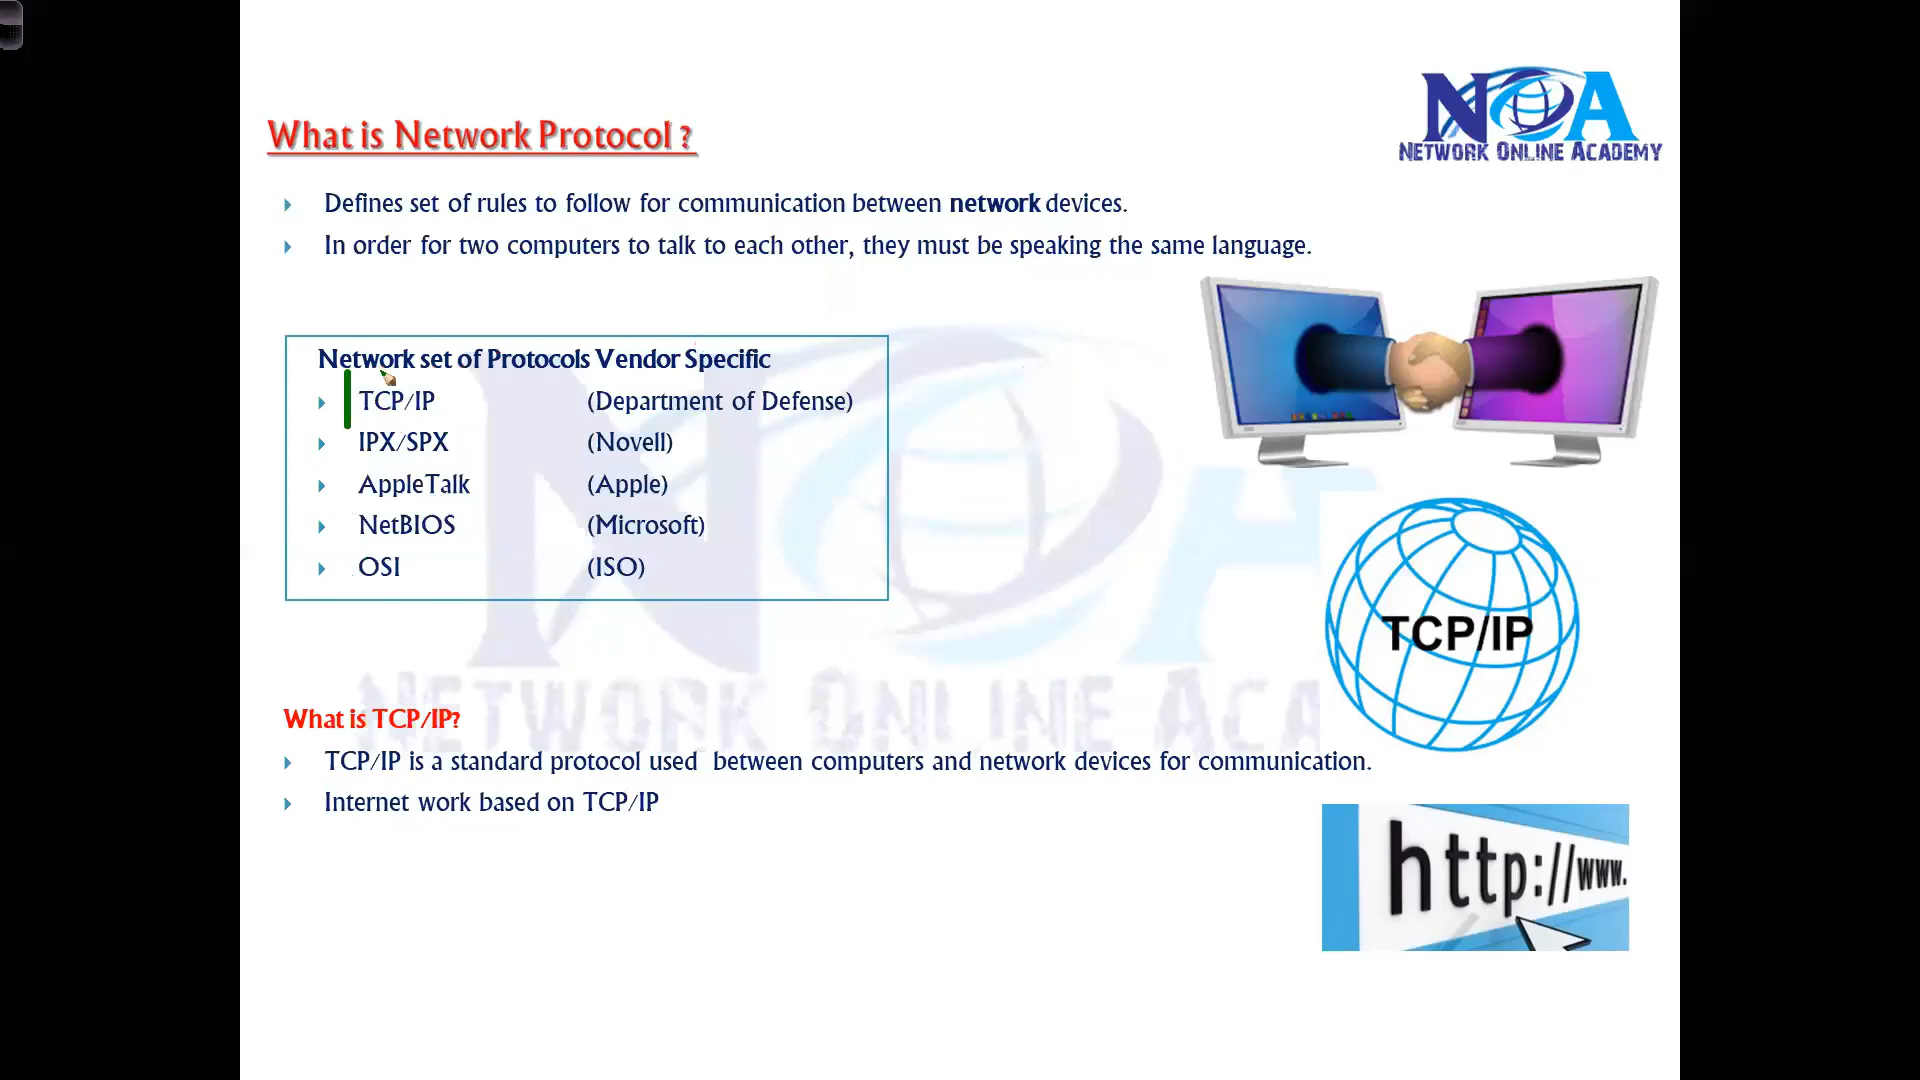 NOA
NETWORK ONLINE ACADEMY
What is Network Protocol ?
Defines set of rules to follow for communication between network devices.
In order for two computers to talk to each other, they must be speaking the same language.
Network set of Protocols Vendor Specific
TCP/IP (Department of Defense)
IPX/SPX (Novell)
AppleTalk (Apple)
NetBIOS (Microsoft)
OSI (ISO)
TCP/IP
NETWORK ONLINE ACA
What is TCP/IP?
TCP/IP is a standard protocol used between computers and network devices for communication.
Internet work based on TCP/IP
http://www.